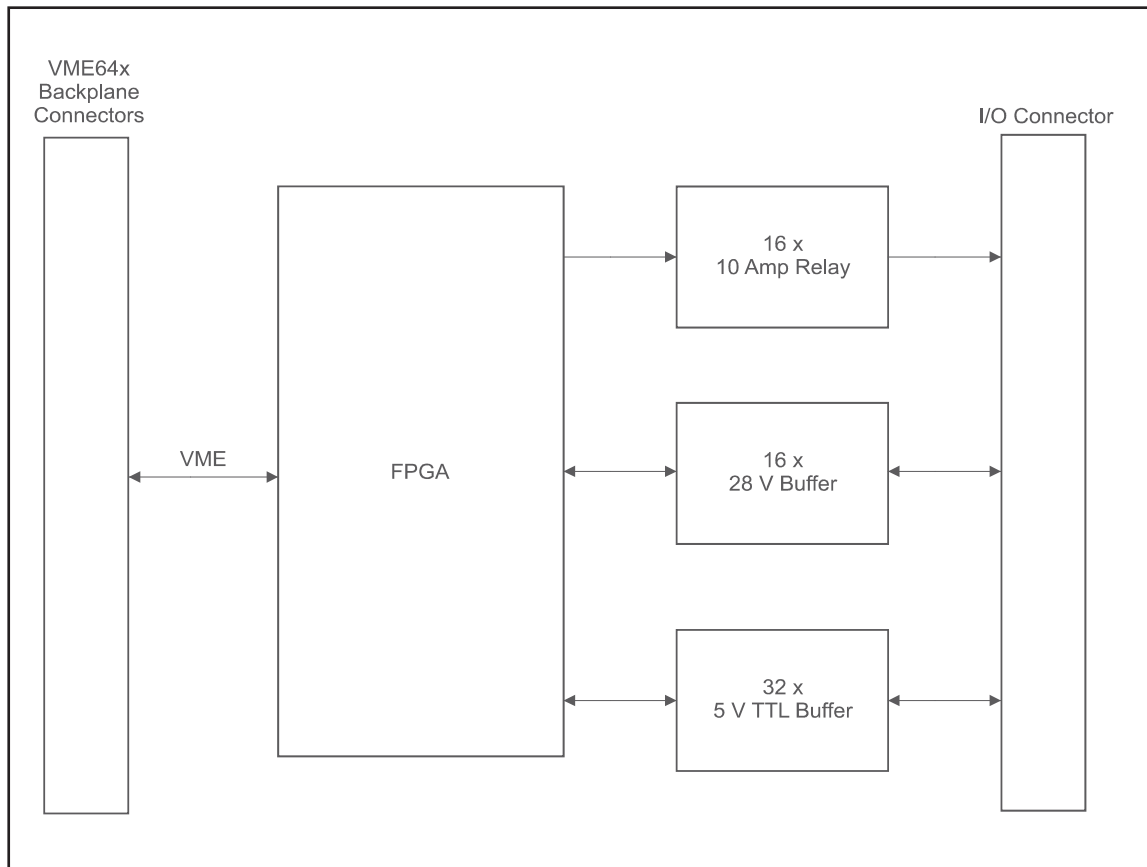 VME64x
Backplane
Connectors
I/O Connector
16 x
10 Amp Relay
VME
FPGA
16 x
28 V Buffer
32 x
5 V TTL Buffer